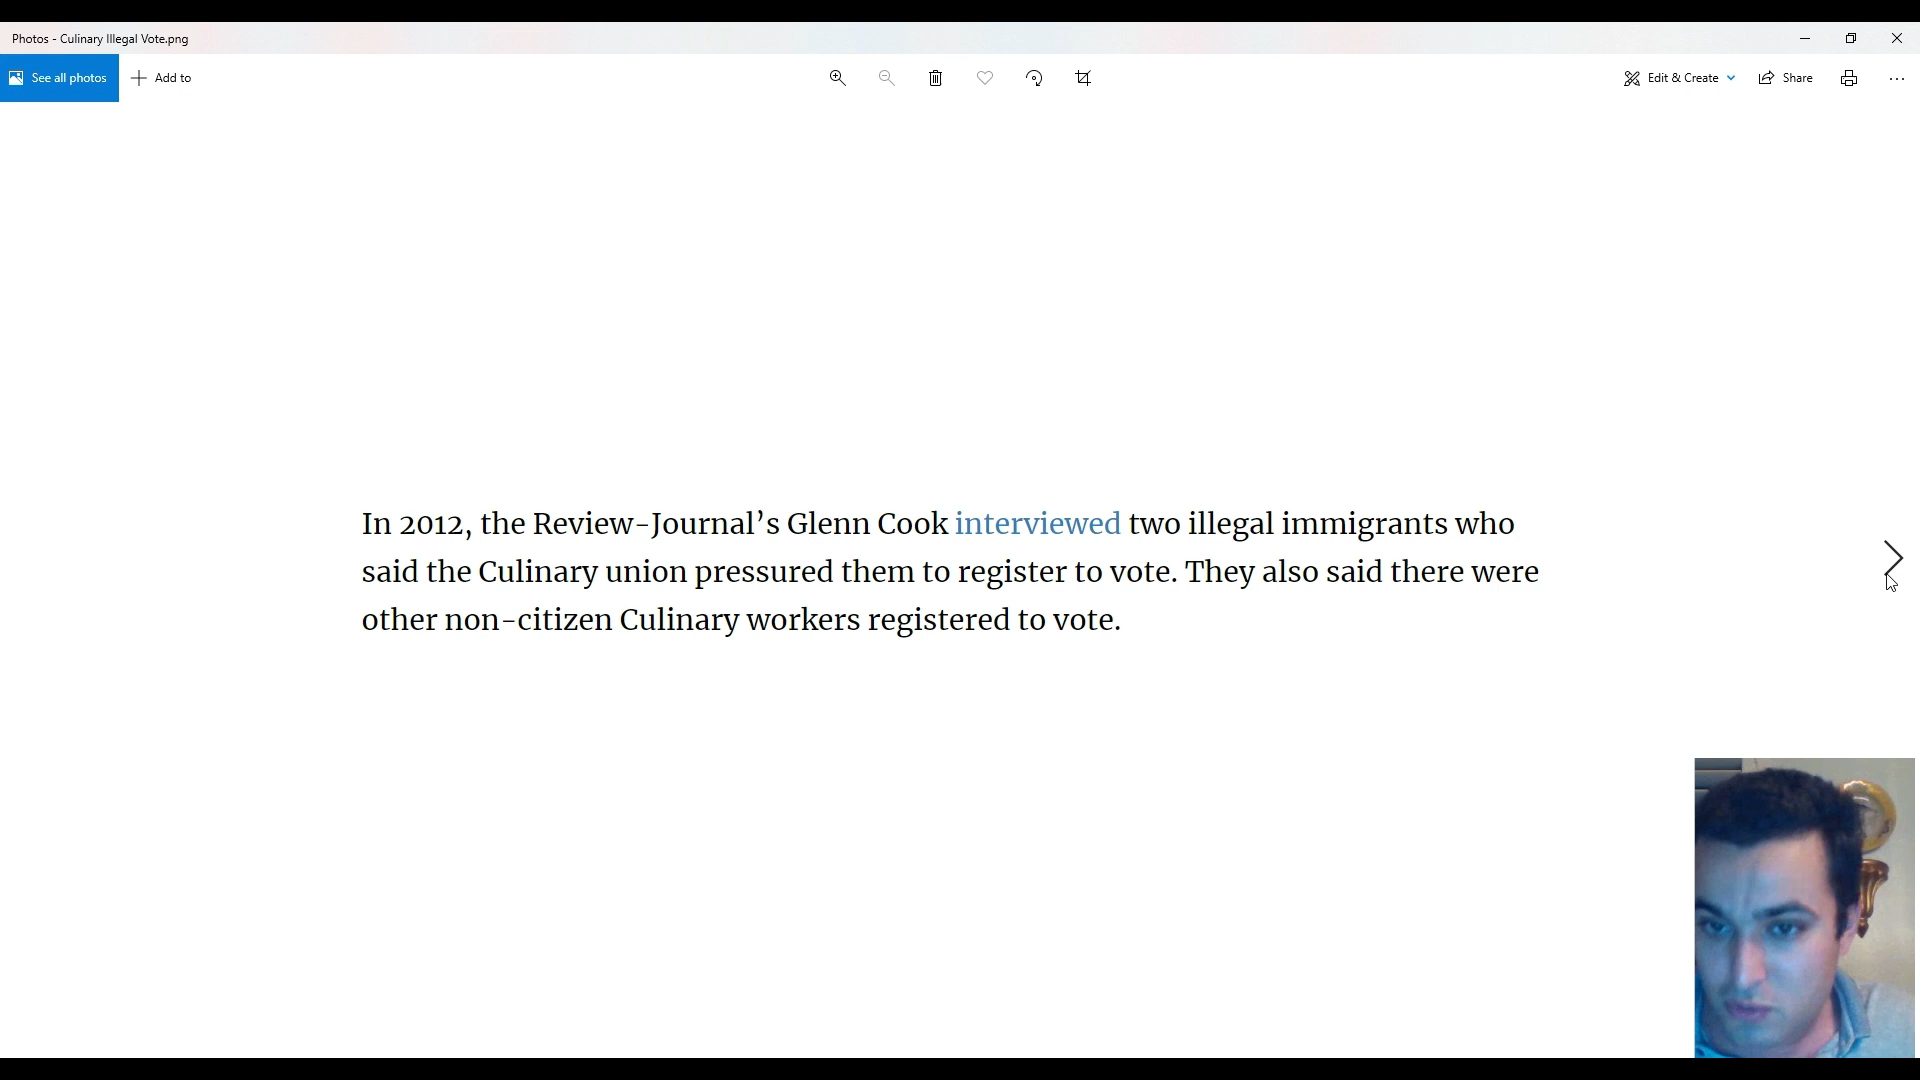 Photos - Culinary Illegal Vote.png
See all photos
Add to
Edit & Create
Share
In 2012, the Review-Journal’s Glenn Cook interviewed two illegal immigrants who
said the Culinary union pressured them to register to vote. They also said there were
other non-citizen Culinary workers registered to vote.